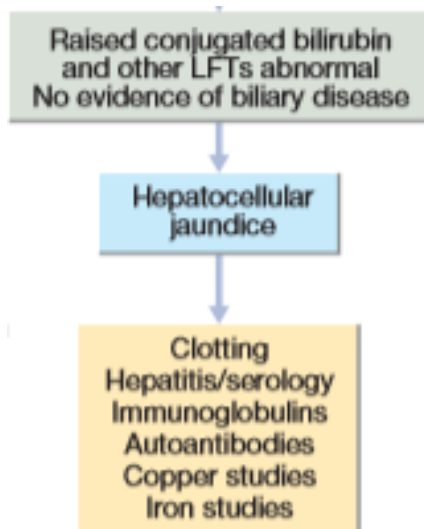 Raised conjugated bilirubin
and other LFTs abnormal
No evidence of biliary disease
Hepatocellular
jaundice
Clotting
Hepatitis/serology
Immunoglobulins
Autoantibodies
Copper studies
Iron studies